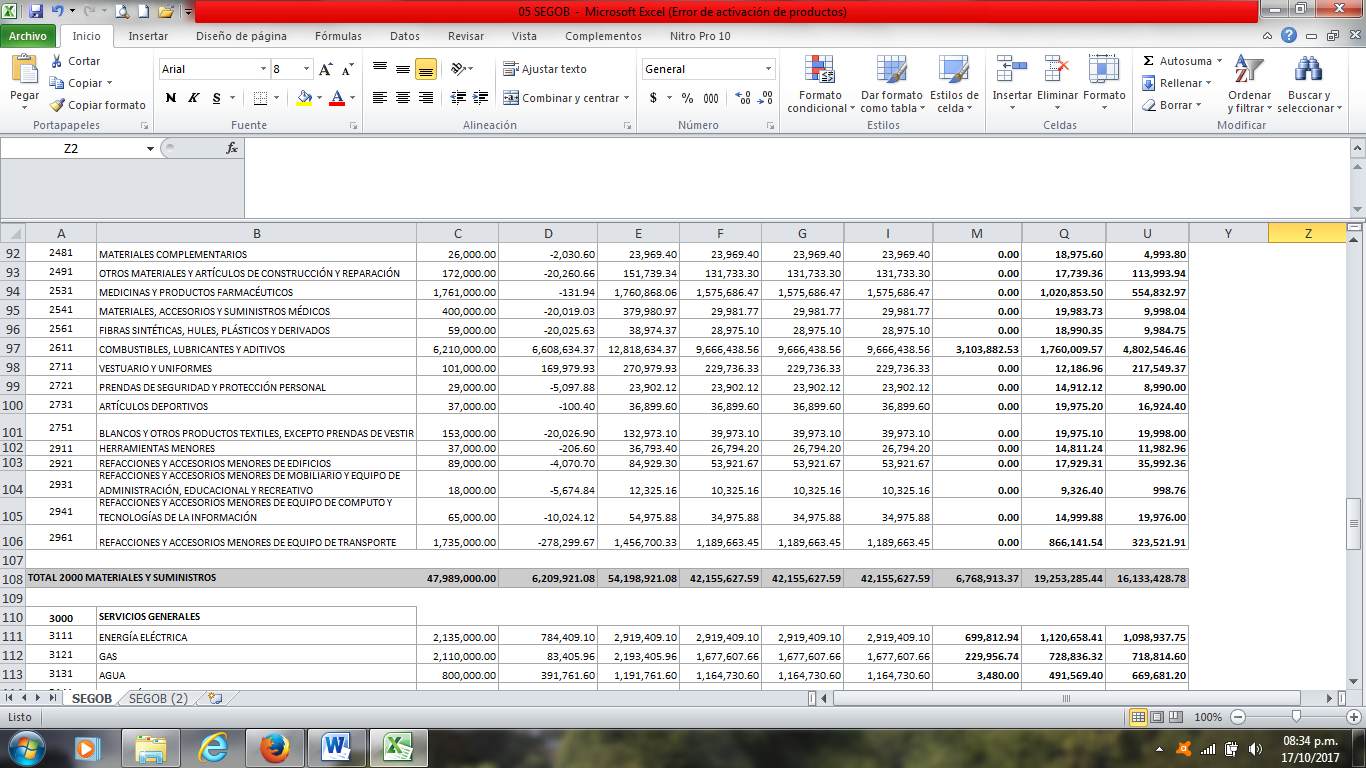 05 SEGOB - Microsoft Excel (Error de activación de productos)
Archivo Inicio Insertar Diseño de página Fórmulas Datos Revisar Vista Complementos Nitro Pro 10
Pegar
Cortar
Copiar
Copiar formato
Portapapeles
Arial 8
N K S
Fuente
Ajustar texto
Combinar y centrar
Alineación
General
$ % 000
Número
Formato condicional
Dar formato como tabla
Estilos de celda
Estilos
Insertar Eliminar Formato
Celdas
Σ Autosuma
Rellenar
Borrar
Ordenar y filtrar
Buscar y seleccionar
Modificar
Z2 fx
A B C D E F G I M Q U Y Z
92 2481 MATERIALES COMPLEMENTARIOS 26,000.00 -2,030.60 23,969.40 23,969.40 23,969.40 23,969.40 0.00 18,975.60 4,993.80
93 2491 OTROS MATERIALES Y ARTÍCULOS DE CONSTRUCCIÓN Y REPARACIÓN 172,000.00 -20,260.66 151,739.34 131,733.30 131,733.30 131,733.30 0.00 17,739.36 113,993.94
94 2531 MEDICINAS Y PRODUCTOS FARMACÉUTICOS 1,761,000.00 -131.94 1,760,868.06 1,575,686.47 1,575,686.47 1,575,686.47 0.00 1,020,853.50 554,832.97
95 2541 MATERIALES, ACCESORIOS Y SUMINISTROS MÉDICOS 400,000.00 -20,019.03 379,980.97 29,981.77 29,981.77 29,981.77 0.00 19,983.73 9,998.04
96 2561 FIBRAS SINTÉTICAS, HULES, PLÁSTICOS Y DERIVADOS 59,000.00 -20,025.63 38,974.37 28,975.10 28,975.10 28,975.10 0.00 18,990.35 9,984.75
97 2611 COMBUSTIBLES, LUBRICANTES Y ADITIVOS 6,210,000.00 6,608,634.37 12,818,634.37 9,666,438.56 9,666,438.56 9,666,438.56 3,103,882.53 1,760,009.57 4,802,546.46
98 2711 VESTUARIO Y UNIFORMES 101,000.00 169,979.93 270,979.93 229,736.33 229,736.33 229,736.33 0.00 12,186.96 217,549.37
99 2721 PRENDAS DE SEGURIDAD Y PROTECCIÓN PERSONAL 29,000.00 -5,097.88 23,902.12 23,902.12 23,902.12 23,902.12 0.00 14,912.12 8,990.00
100 2731 ARTÍCULOS DEPORTIVOS 37,000.00 -100.40 36,899.60 36,899.60 36,899.60 36,899.60 0.00 19,975.20 16,924.40
101 2751 BLANCOS Y OTROS PRODUCTOS TEXTILES, EXCEPTO PRENDAS DE VESTIR 153,000.00 -20,026.90 132,973.10 39,973.10 39,973.10 39,973.10 0.00 19,975.10 19,998.00
102 2911 HERRAMIENTAS MENORES 37,000.00 -206.60 36,793.40 26,794.20 26,794.20 26,794.20 0.00 14,811.24 11,982.96
103 2921 REFACCIONES Y ACCESORIOS MENORES DE EDIFICIOS 89,000.00 -4,070.70 84,929.30 53,921.67 53,921.67 53,921.67 0.00 17,929.31 35,992.36
REFACCIONES Y ACCESORIOS MENORES DE MOBILIARIO Y EQUIPO DE
104 2931 ADMINISTRACIÓN, EDUCACIONAL Y RECREATIVO 18,000.00 -5,674.84 12,325.16 10,325.16 10,325.16 10,325.16 0.00 9,326.40 998.76
REFACCIONES Y ACCESORIOS MENORES DE EQUIPO DE COMPUTO Y
105 2941 TECNOLOGÍAS DE LA INFORMACIÓN 65,000.00 -10,024.12 54,975.88 34,975.88 34,975.88 34,975.88 0.00 14,999.88 19,976.00
106 2961 REFACCIONES Y ACCESORIOS MENORES DE EQUIPO DE TRANSPORTE 1,735,000.00 -278,299.67 1,456,700.33 1,189,663.45 1,189,663.45 1,189,663.45 0.00 866,141.54 323,521.91
107
108 TOTAL 2000 MATERIALES Y SUMINISTROS 47,989,000.00 6,209,921.08 54,198,921.08 42,155,627.59 42,155,627.59 42,155,627.59 6,768,913.37 19,253,285.44 16,133,428.78
109
110 3000 SERVICIOS GENERALES
111 3111 ENERGÍA ELÉCTRICA 2,135,000.00 784,409.10 2,919,409.10 2,919,409.10 2,919,409.10 2,919,409.10 699,812.94 1,120,658.41 1,098,937.75
112 3121 GAS 2,110,000.00 83,405.96 2,193,405.96 1,677,607.66 1,677,607.66 1,677,607.66 229,956.74 728,836.32 718,814.60
113 3131 AGUA 800,000.00 391,761.60 1,191,761.60 1,164,730.60 1,164,730.60 1,164,730.60 3,480.00 491,569.40 669,681.20
SEGOB SEGOB (2)
Listo 100%
08:34 p.m.
17/10/2017